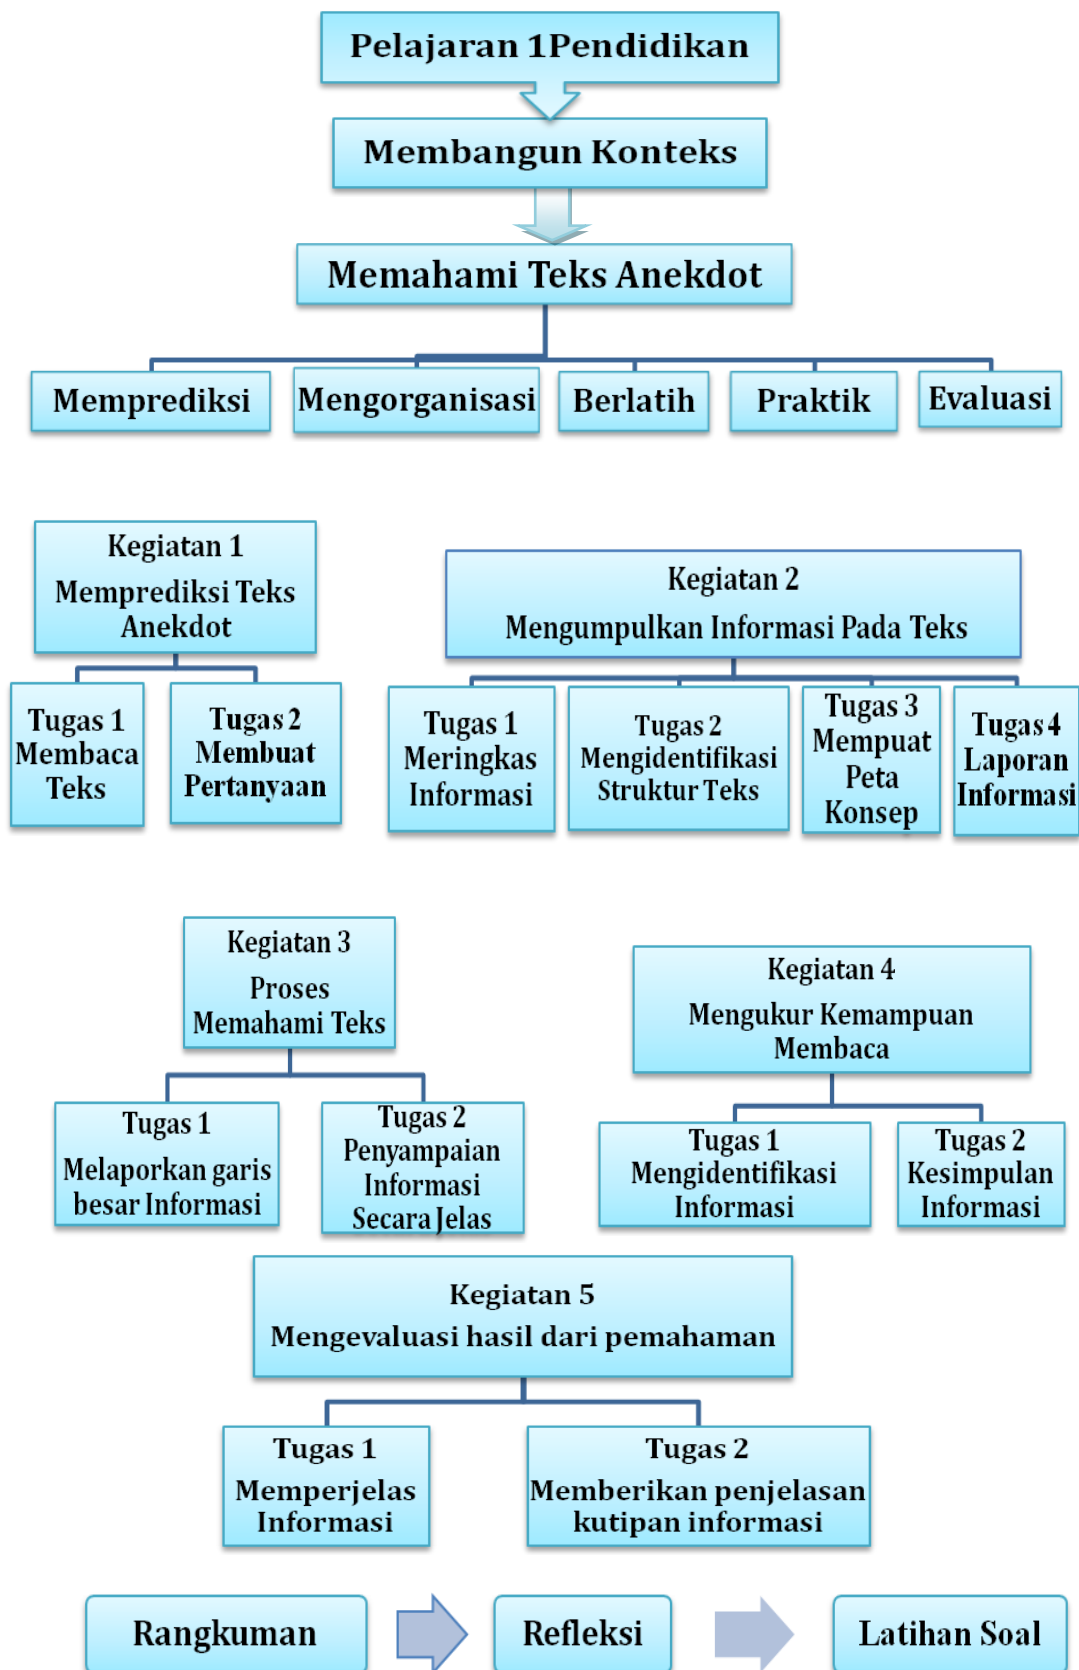 Pelajaran 1Pendidikan
Membangun Konteks
Memahami Teks Anekdot
Memprediksi
Mengorganisasi
Berlatih
Praktik
Evaluasi
Kegiatan 1
Memprediksi Teks
Anekdot
Tugas 1
Membaca
Teks
Tugas 2
Membuat
Pertanyaan
Kegiatan 2
Mengumpulkan Informasi Pada Teks
Tugas 1
Meringkas
Informasi
Tugas 2
Mengidentifikasi
Struktur Teks
Tugas 3
Mempuat
Peta
Konsep
Tugas 4
Laporan
Informasi
Kegiatan 3
Proses
Memahami Teks
Tugas 1
Melaporkan garis
besar Informasi
Tugas 2
Penyampaian
Informasi
Secara Jelas
Kegiatan 4
Mengukur Kemampuan
Membaca
Tugas 1
Mengidentifikasi
Informasi
Tugas 2
Kesimpulan
Informasi
Kegiatan 5
Mengevaluasi hasil dari pemahaman
Tugas 1
Memperjelas
Informasi
Tugas 2
Memberikan penjelasan
kutipan informasi
Rangkuman
Refleksi
Latihan Soal